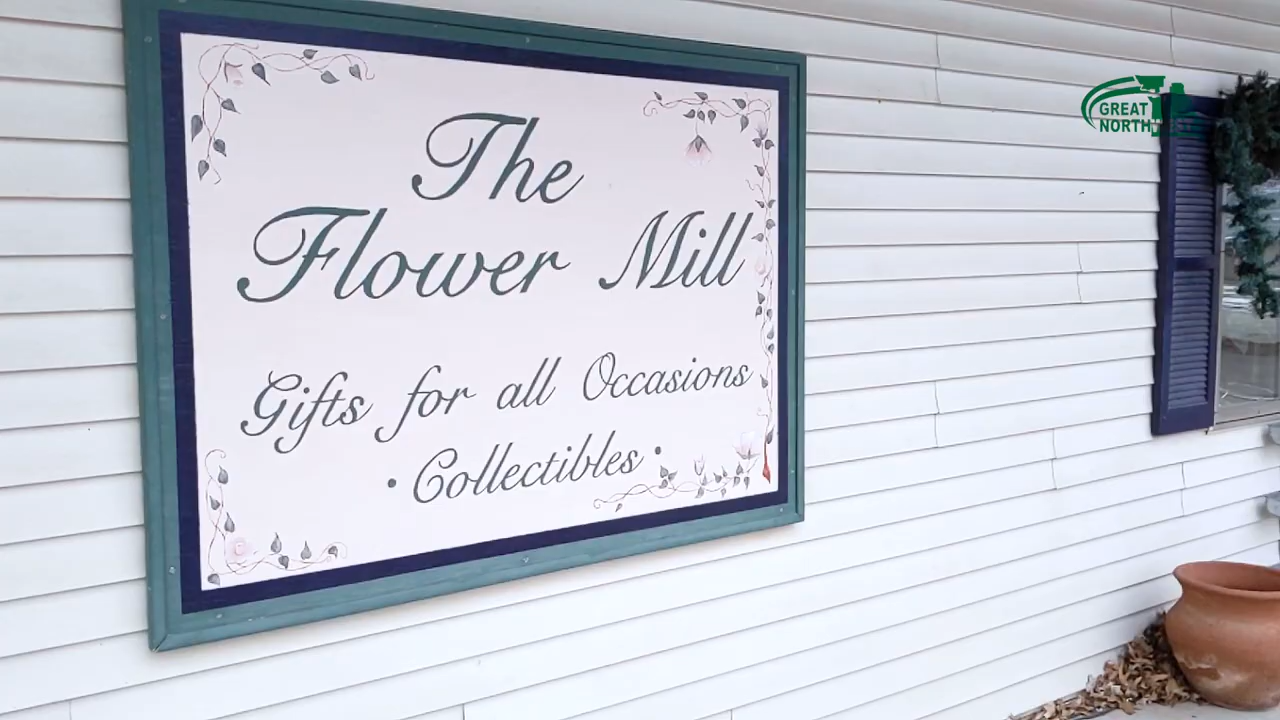 The
Flower Mill
Gifts for all Occasions
• Collectibles •
GREAT
NORTH